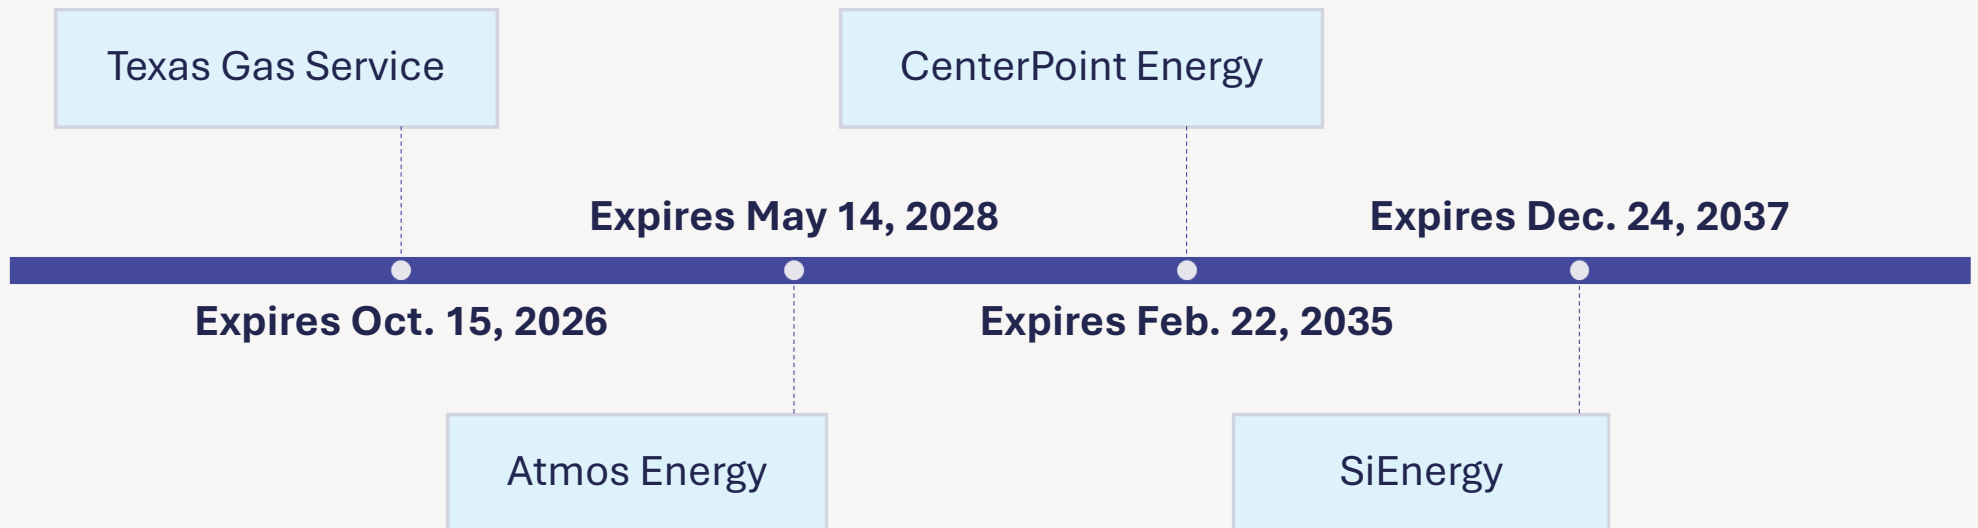 Texas Gas Service
CenterPoint Energy
Expires May 14, 2028
Expires Dec. 24, 2037
Expires Oct. 15, 2026
Expires Feb. 22, 2035
Atmos Energy
SiEnergy